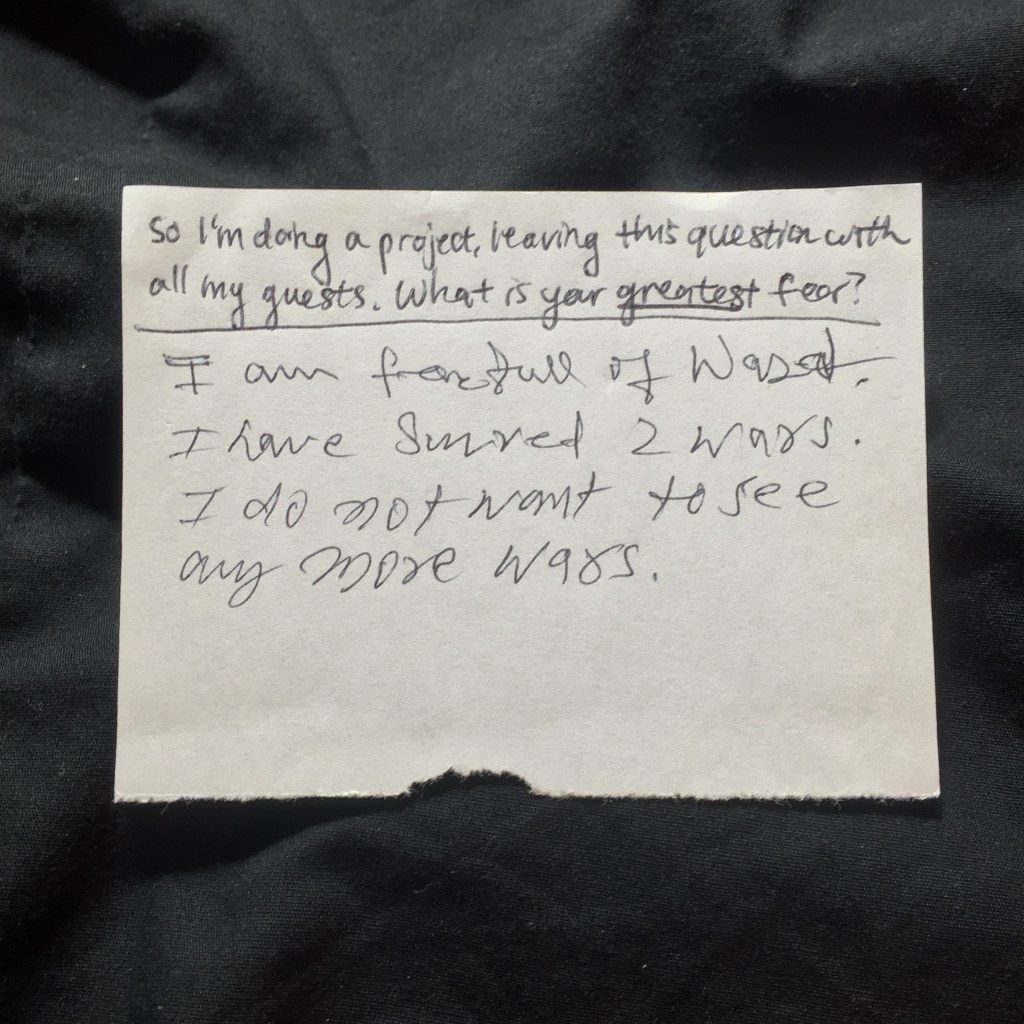 So I'm doing a project, leaving this question with
all my guests. What is your greatest fear?
I am fearfull of
I have Survived 2 wars.
I do not want to see
any more wars.